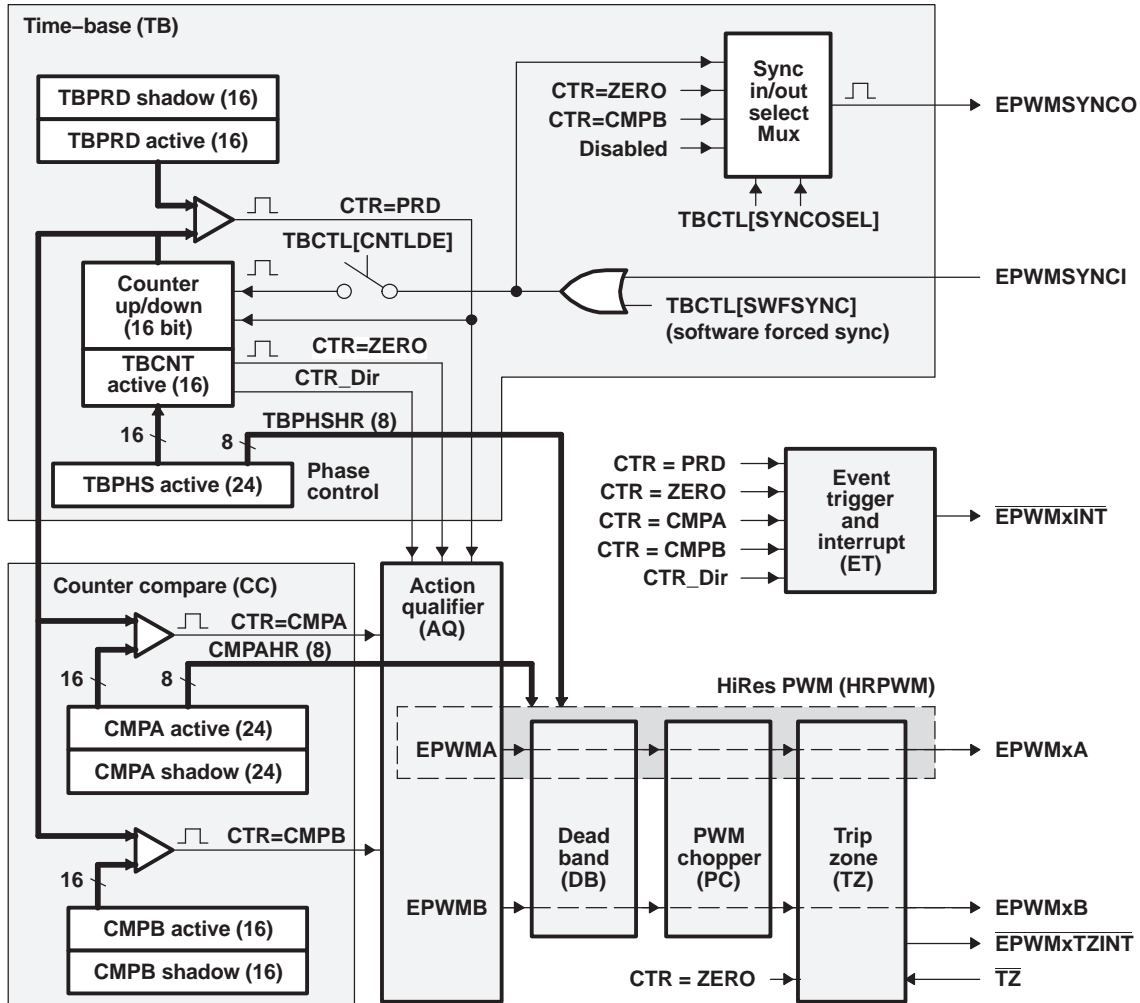 Time–base (TB)
TBPRD shadow (16)
TBPRD active (16)
CTR=ZERO
CTR=CMPB
Disabled
Sync
in/out
select
Mux
EPWMSYNCO
TBCTL[SYNCOSEL]
CTR=PRD
TBCTL[CNTLDE]
EPWMSYNCI
TBCTL[SWFSYNC]
(software forced sync)
Counter
up/down
(16 bit)
TBCNT
active (16)
CTR=ZERO
CTR_Dir
16
8
TBPHSHR (8)
TBPHS active (24)
Phase
control
CTR = PRD
CTR = ZERO
CTR = CMPA
CTR = CMPB
CTR_Dir
Event
trigger
and
interrupt
(ET)
EPWMxINT
Counter compare (CC)
Action
qualifier
(AQ)
CTR=CMPA
CMPAHR (8)
16
8
CMPA active (24)
CMPA shadow (24)
HiRes PWM (HRPWM)
EPWMA
EPWMxA
CTR=CMPB
16
CMPB active (16)
CMPB shadow (16)
Dead
band
(DB)
PWM
chopper
(PC)
Trip
zone
(TZ)
EPWMB
EPWMxB
EPWMxTZINT
CTR = ZERO
TZ